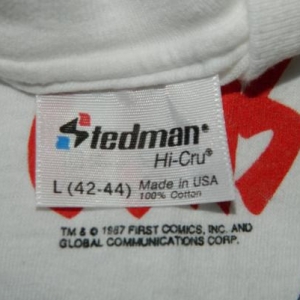 Stedman®
Hi-Cru®
L (42-44) Made in USA
100% Cotton
TM & © 1987 FIRST COMICS, INC. AND
GLOBAL COMMUNICATIONS CORP.